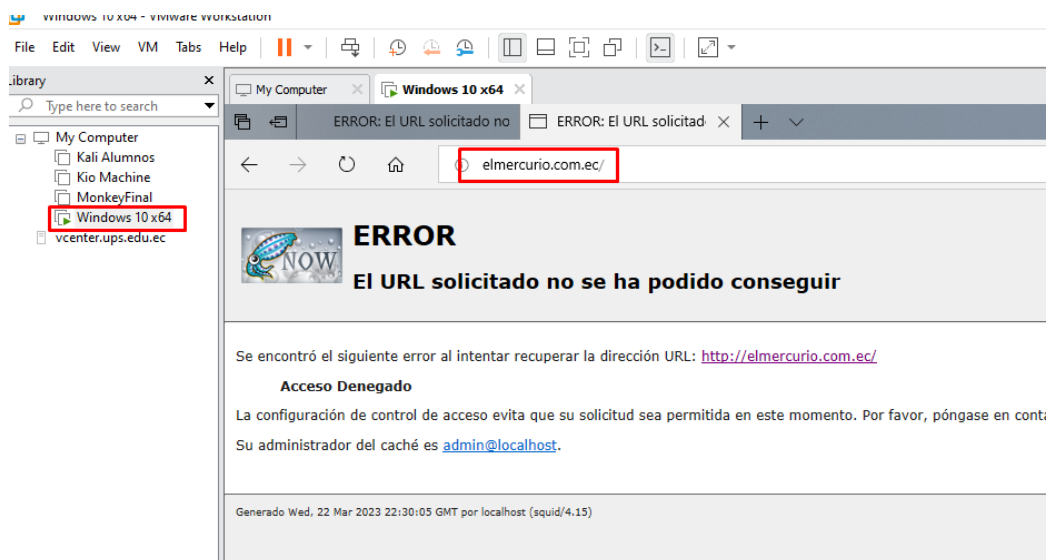 Windows 10 x64 - VMware Workstation
File Edit View VM Tabs Help
Library
Type here to search
My Computer
Kali Alumnos
Kio Machine
MonkeyFinal
Windows 10 x64
vcenter.ups.edu.ec
My Computer
Windows 10 x64
ERROR: El URL solicitado no
ERROR: El URL solicitad
elmercurio.com.ec/
NOW
ERROR
El URL solicitado no se ha podido conseguir
Se encontró el siguiente error al intentar recuperar la dirección URL: http://elmercurio.com.ec/
Acceso Denegado
La configuración de control de acceso evita que su solicitud sea permitida en este momento. Por favor, póngase en cont
Su administrador del caché es admin@localhost.
Generado Wed, 22 Mar 2023 22:30:05 GMT por localhost (squid/4.15)